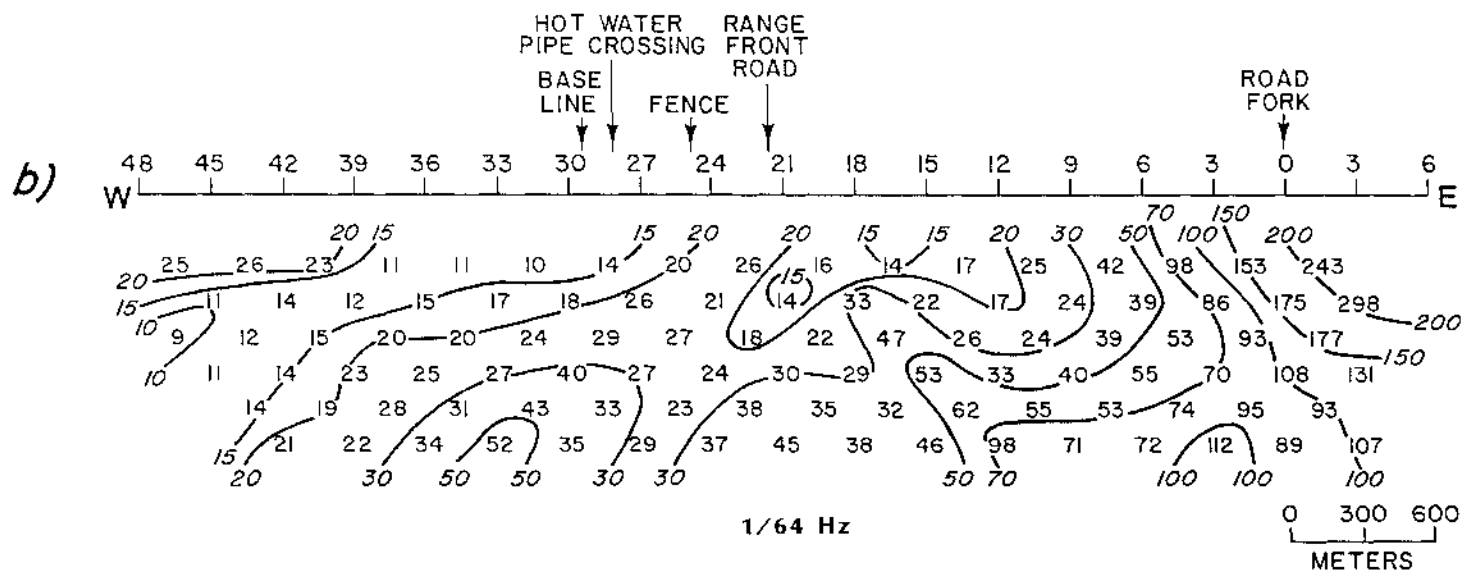 HOT WATER RANGE
PIPE CROSSING FRONT
ROAD
BASE
LINE FENCE ROAD
FORK
b)
48 45 42 39 36 33 30 27 24 21 18 15 12 9 6 3 0 3 6
W E
20 15 15 20 20 15 15 20 30 50 70 100 150 200
25 26 23 11 11 10 14 20 26 16 14 17 25 42 98 153 243
20 15
15 11 14 12 15 17 18 26 21 14 33 22 17 24 39 86 175 298
10 200
9 12 15 20 20 24 29 27 18 22 47 26 24 39 53 93 177
150
10 11 14 23 25 27 40 27 24 30 29 53 33 40 55 70 108 131
14 19 28 31 43 33 23 38 35 32 62 55 53 74 95 93
15 21 22 34 52 35 29 37 45 38 46 98 71 72 112 89 107
20 30 50 50 30 30 50 70 100 100 100
1/64 Hz
0 300 600
METERS